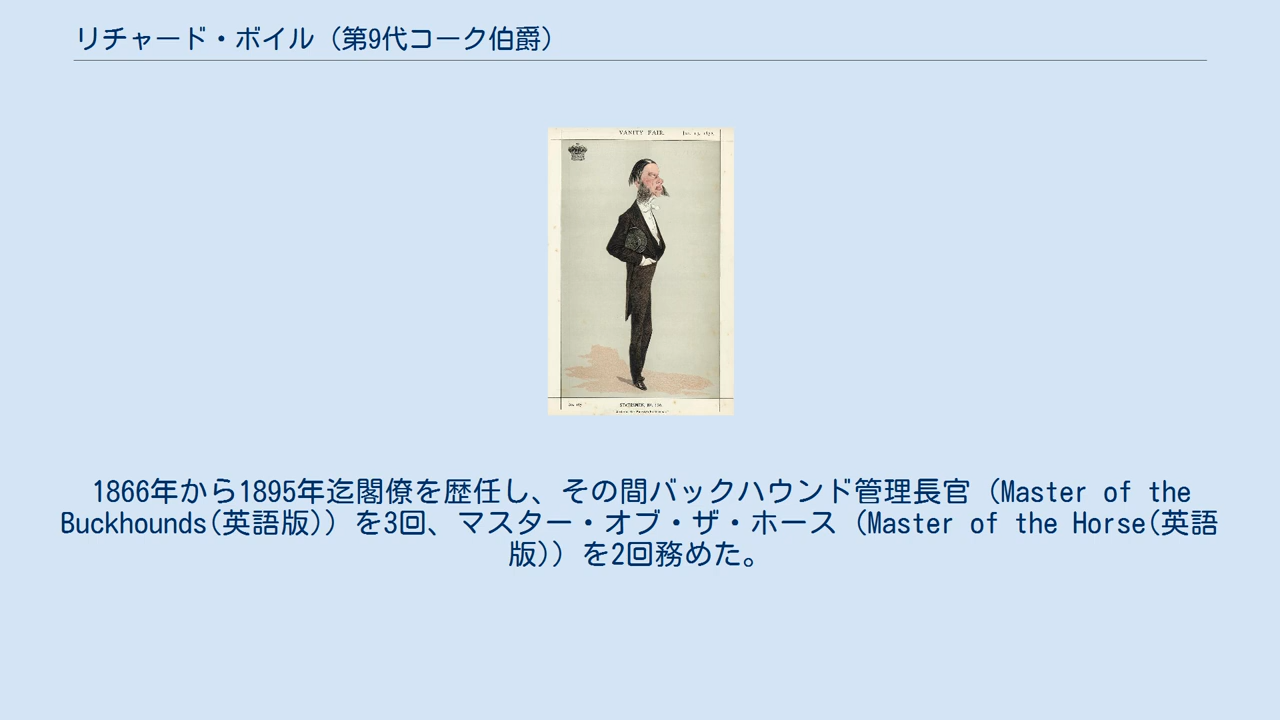 リチャード・ボイル（第9代コーク伯爵）
VANITY FAIR.
1866年から1895年迄閣僚を歴任し、その間バックハウンド管理長官（Master of the
Buckhounds(英語版)）を3回、マスター・オブ・ザ・ホース（Master of the Horse(英語
版)）を2回務めた。